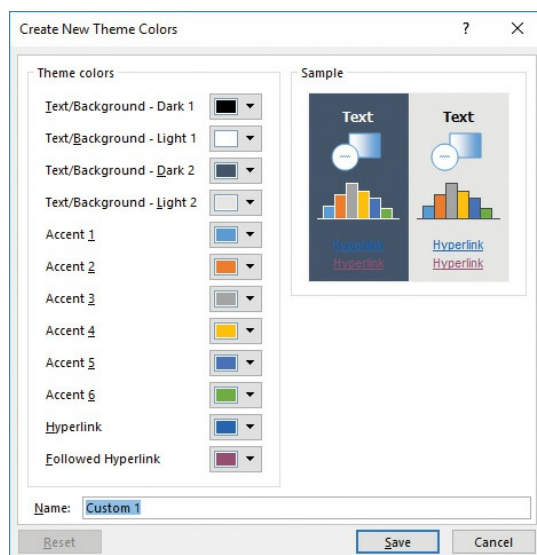 Create New Theme Colors ? X
Theme colors
Text/Background - Dark 1
Text/Background - Light 1
Text/Background - Dark 2
Text/Background - Light 2
Accent 1
Accent 2
Accent 3
Accent 4
Accent 5
Accent 6
Hyperlink
Followed Hyperlink
Sample
Text Text
Hyperlink Hyperlink
Hyperlink Hyperlink
Name: Custom 1
Reset Save Cancel